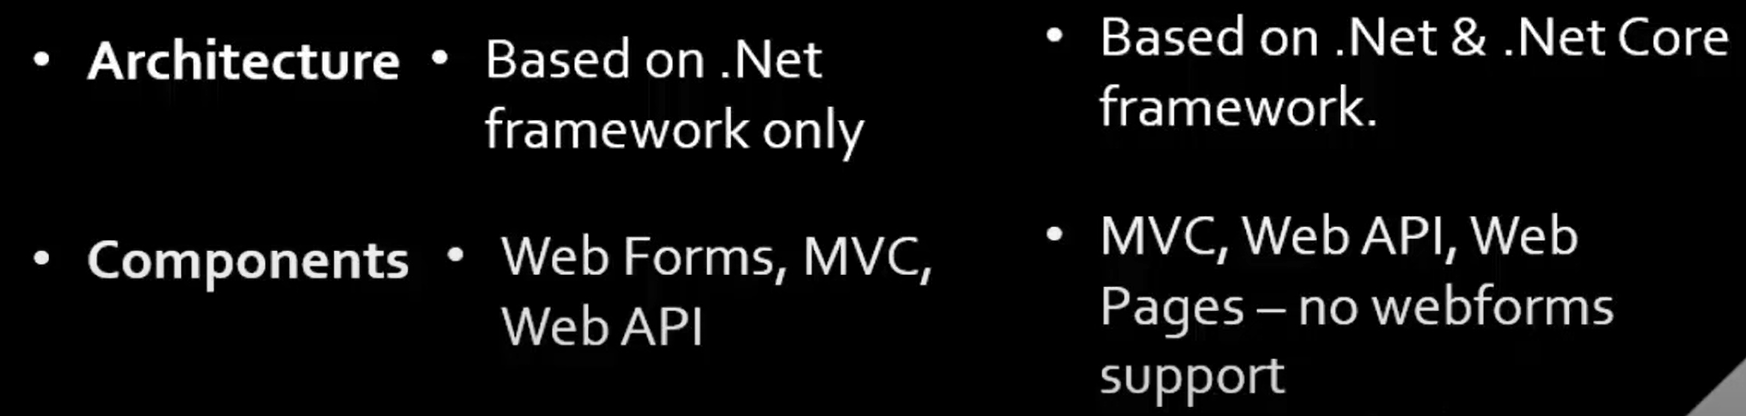 • Architecture
• Based on .Net
framework only
• Based on .Net & .Net Core
framework.
• Components
• Web Forms, MVC,
Web API
• MVC, Web API, Web
Pages – no webforms
support